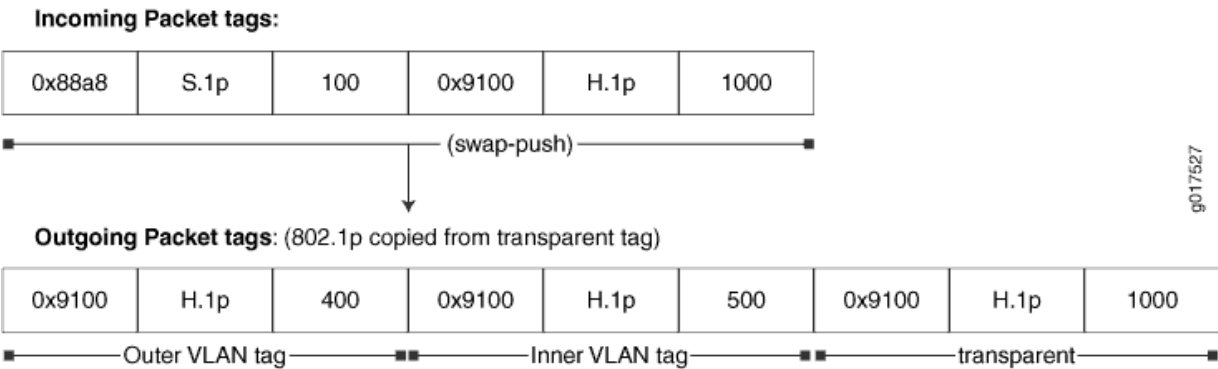 Incoming Packet tags:
0x88a8 S.1p 100 0x9100 H.1p 1000
(swap-push)
g017527
Outgoing Packet tags: (802.1p copied from transparent tag)
0x9100 H.1p 400 0x9100 H.1p 500 0x9100 H.1p 1000
Outer VLAN tag Inner VLAN tag transparent